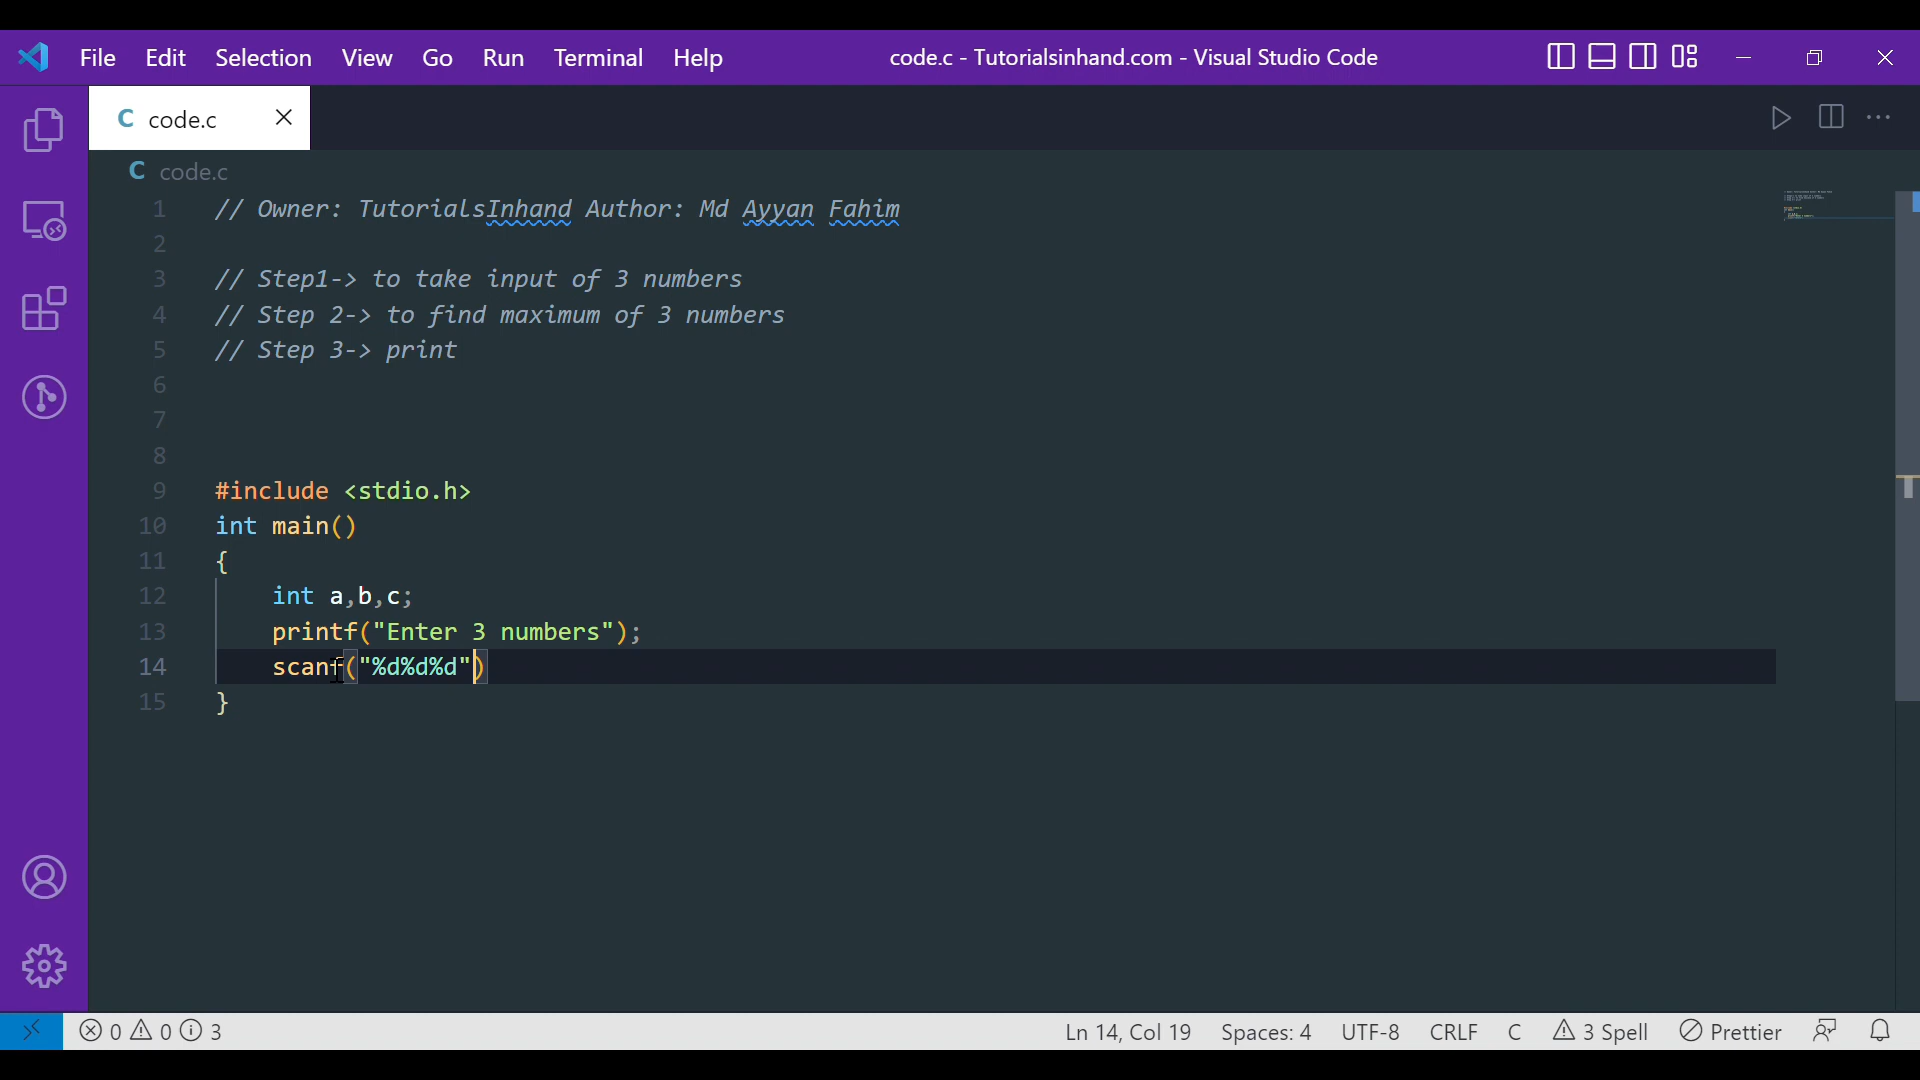 File Edit Selection View Go Run Terminal Help code.c - Tutorialsinhand.com - Visual Studio Code
C code.c
C code.c
1 // Owner: TutorialsInhand Author: Md Ayyan Fahim
2
3 // Step1-> to take input of 3 numbers
4 // Step 2-> to find maximum of 3 numbers
5 // Step 3-> print
6
7
8
9 #include <stdio.h>
10 int main()
11 {
12 int a,b,c;
13 printf("Enter 3 numbers");
14 scanf("%d%d%d")
15 }
0 0 3 Ln 14, Col 19 Spaces: 4 UTF-8 CRLF C 3 Spell Prettier